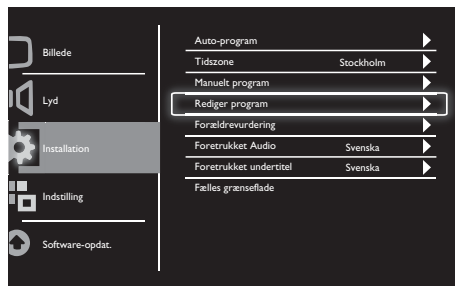 Billede
Lyd
Installation
Indstilling
Software-opdat.
Auto-program
Tidszone Stockholm
Manuelt program
Rediger program
Forældrevurdering
Foretrukket Audio Svenska
Foretrukket undertitel Svenska
Fælles grænseflade